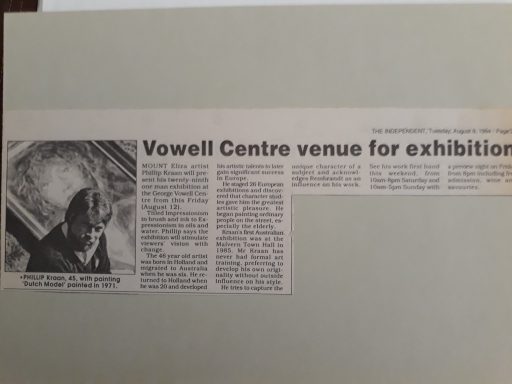 THE INDEPENDENT, Tuesday, August 9, 1994 - Page
Vowell Centre venue for exhibition
MOUNT Eliza artist
Phillip Kraan will pre-
sent his twenty-ninth
one man exhibition at
the George Vowell Cen-
tre from this Friday
(August 12).
Titled Impressionism
to brush and ink to Ex-
pressionism in oils and
water, Phillip says the
exhibition will stimulate
viewers' vision with
change.
The 46 year old artist
was born in Holland and
migrated to Australia
when he was six. He re-
turned to Holland when
he was 20 and developed
his artistic talents to later
gain significant success
in Europe.
He staged 26 European
exhibitions and discov-
ered that character stud-
ies gave him the greatest
artistic pleasure. He
began painting ordinary
people on the street, es-
pecially the elderly.
Kraan's first Australian
exhibition was at the
Malvern Town Hall in
1985. Mr Kraan has
never had formal art
training, preferring to
develop his own origi-
nality without outside
influence on his style.
He tries to capture the
unique character of a
subject and acknowl-
edges Rembrandt as an
influence on his work.
See his work first hand
this weekend, from
10am-8pm Saturday and
10am-5pm Sunday with
a preview night on
from 8pm including
admission, wine
savouries.
• PHILLIP Kraan, 45, with painting
'Dutch Model' painted in 1971.